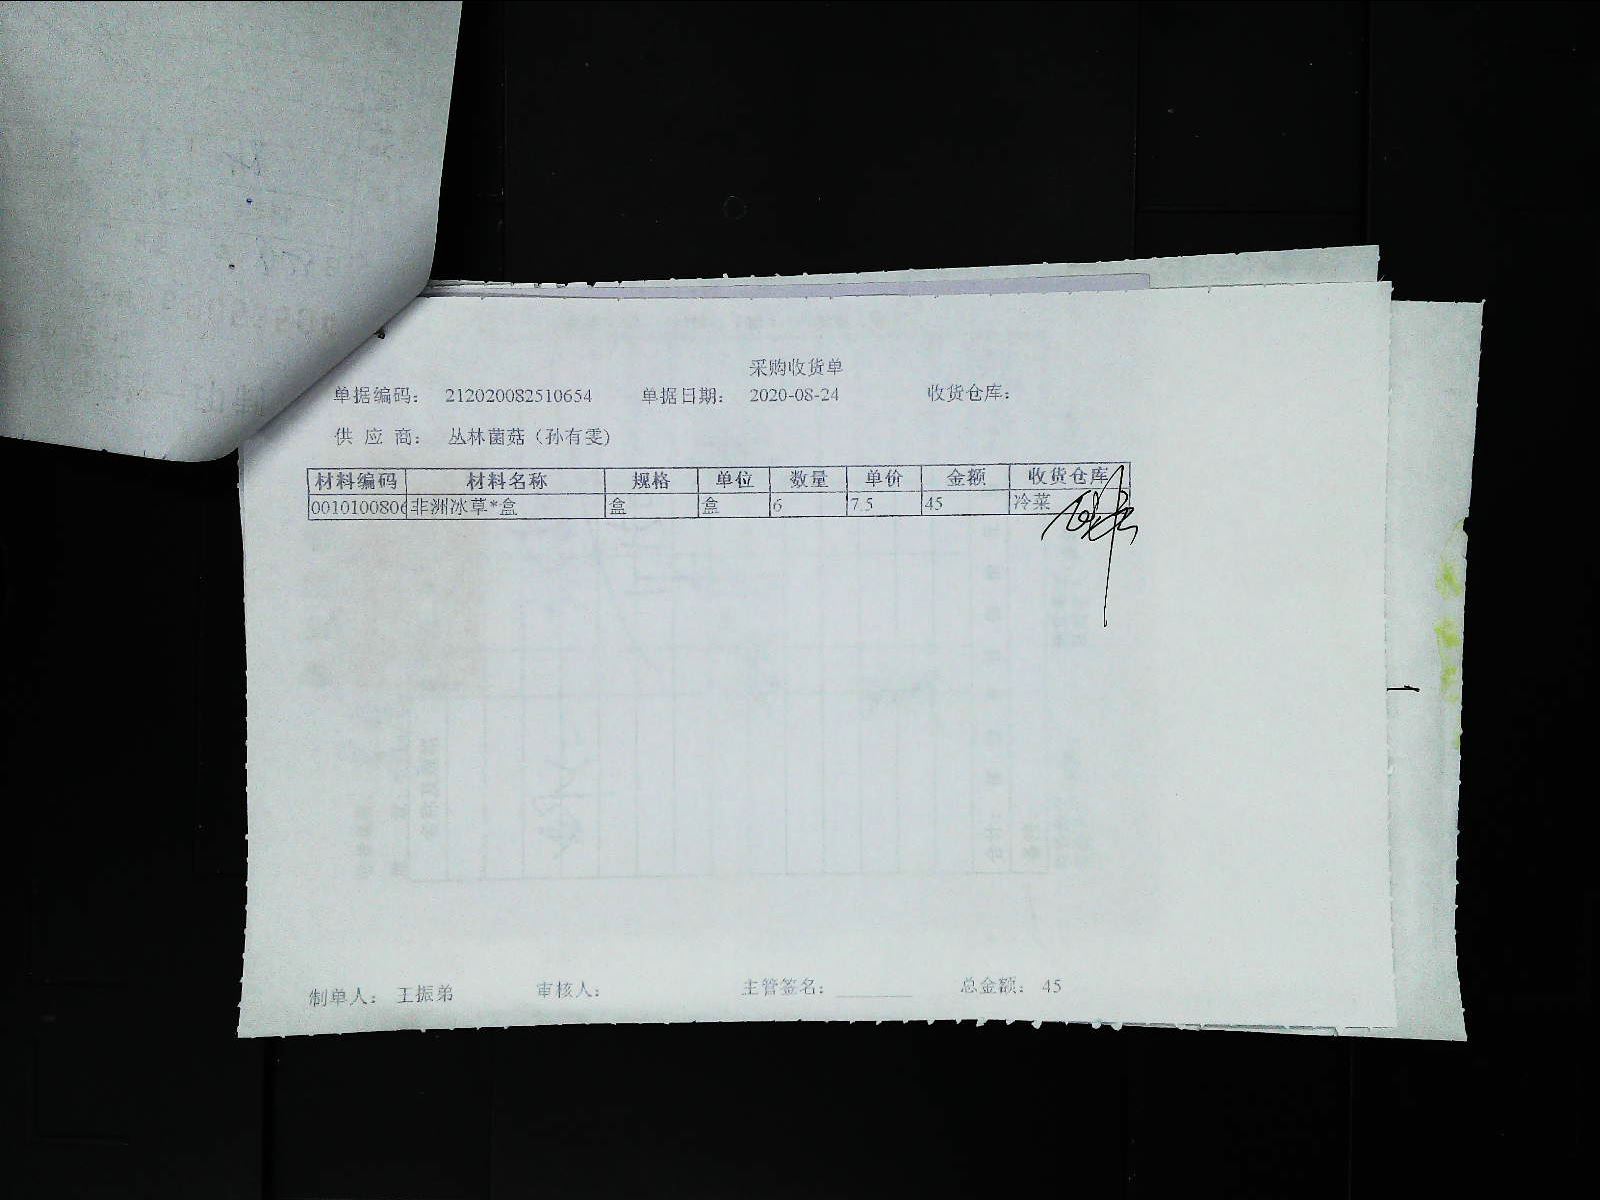 采购收货单
单据编码： 212020082510654 单据日期： 2020-08-24 收货仓库：
供 应 商： 丛林菌菇（孙有雯)
材料编码 材料名称 规格 单位 数量 单价 金额 收货仓库
0010100806 非洲冰草*盒 盒 盒 6 7.5 45 冷菜
制单人： 王振弟 审核人： 主管签名： ________ 总金额： 45